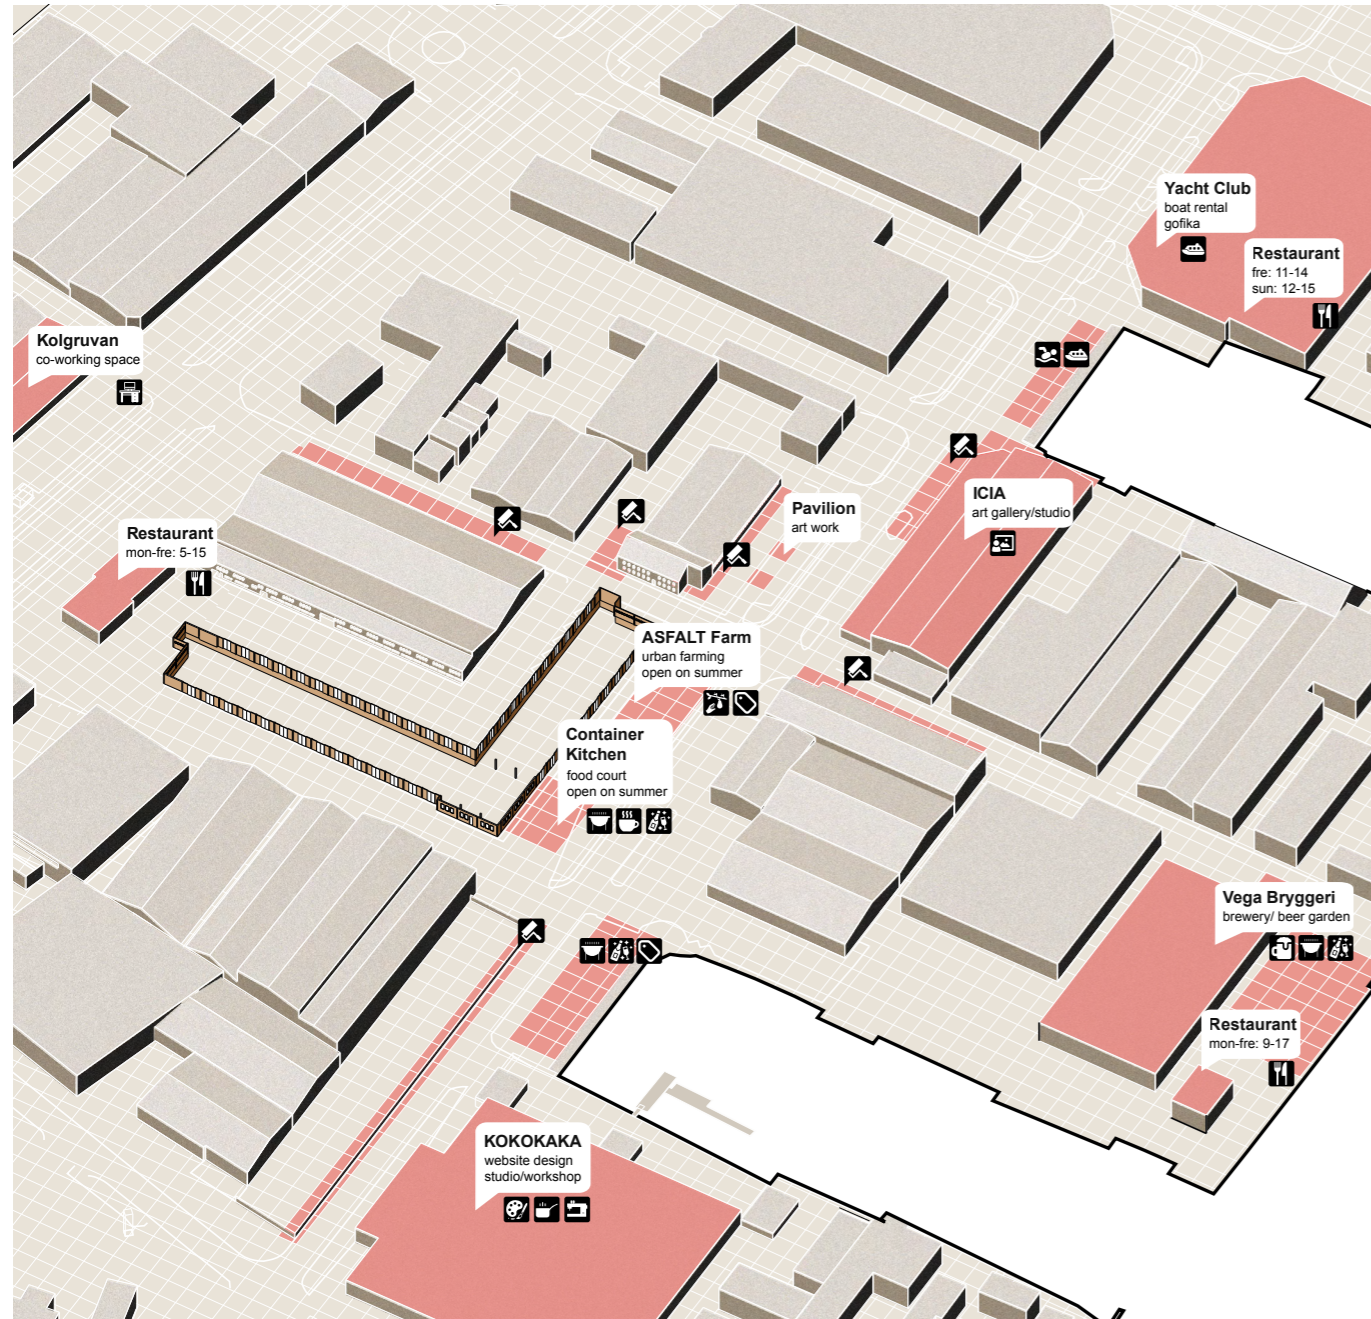 Yacht Club
boat rental
gofika
Restaurant
fre: 11-14
sun: 12-15
Kolgruvan
co-working space
ICIA
art gallery/studio
Pavilion
art work
Restaurant
mon-fre: 5-15
ASFALT Farm
urban farming
open on summer
Container
Kitchen
food court
open on summer
Vega Bryggeri
brewery/ beer garden
Restaurant
mon-fre: 9-17
KOKOKAKA
website design
studio/workshop